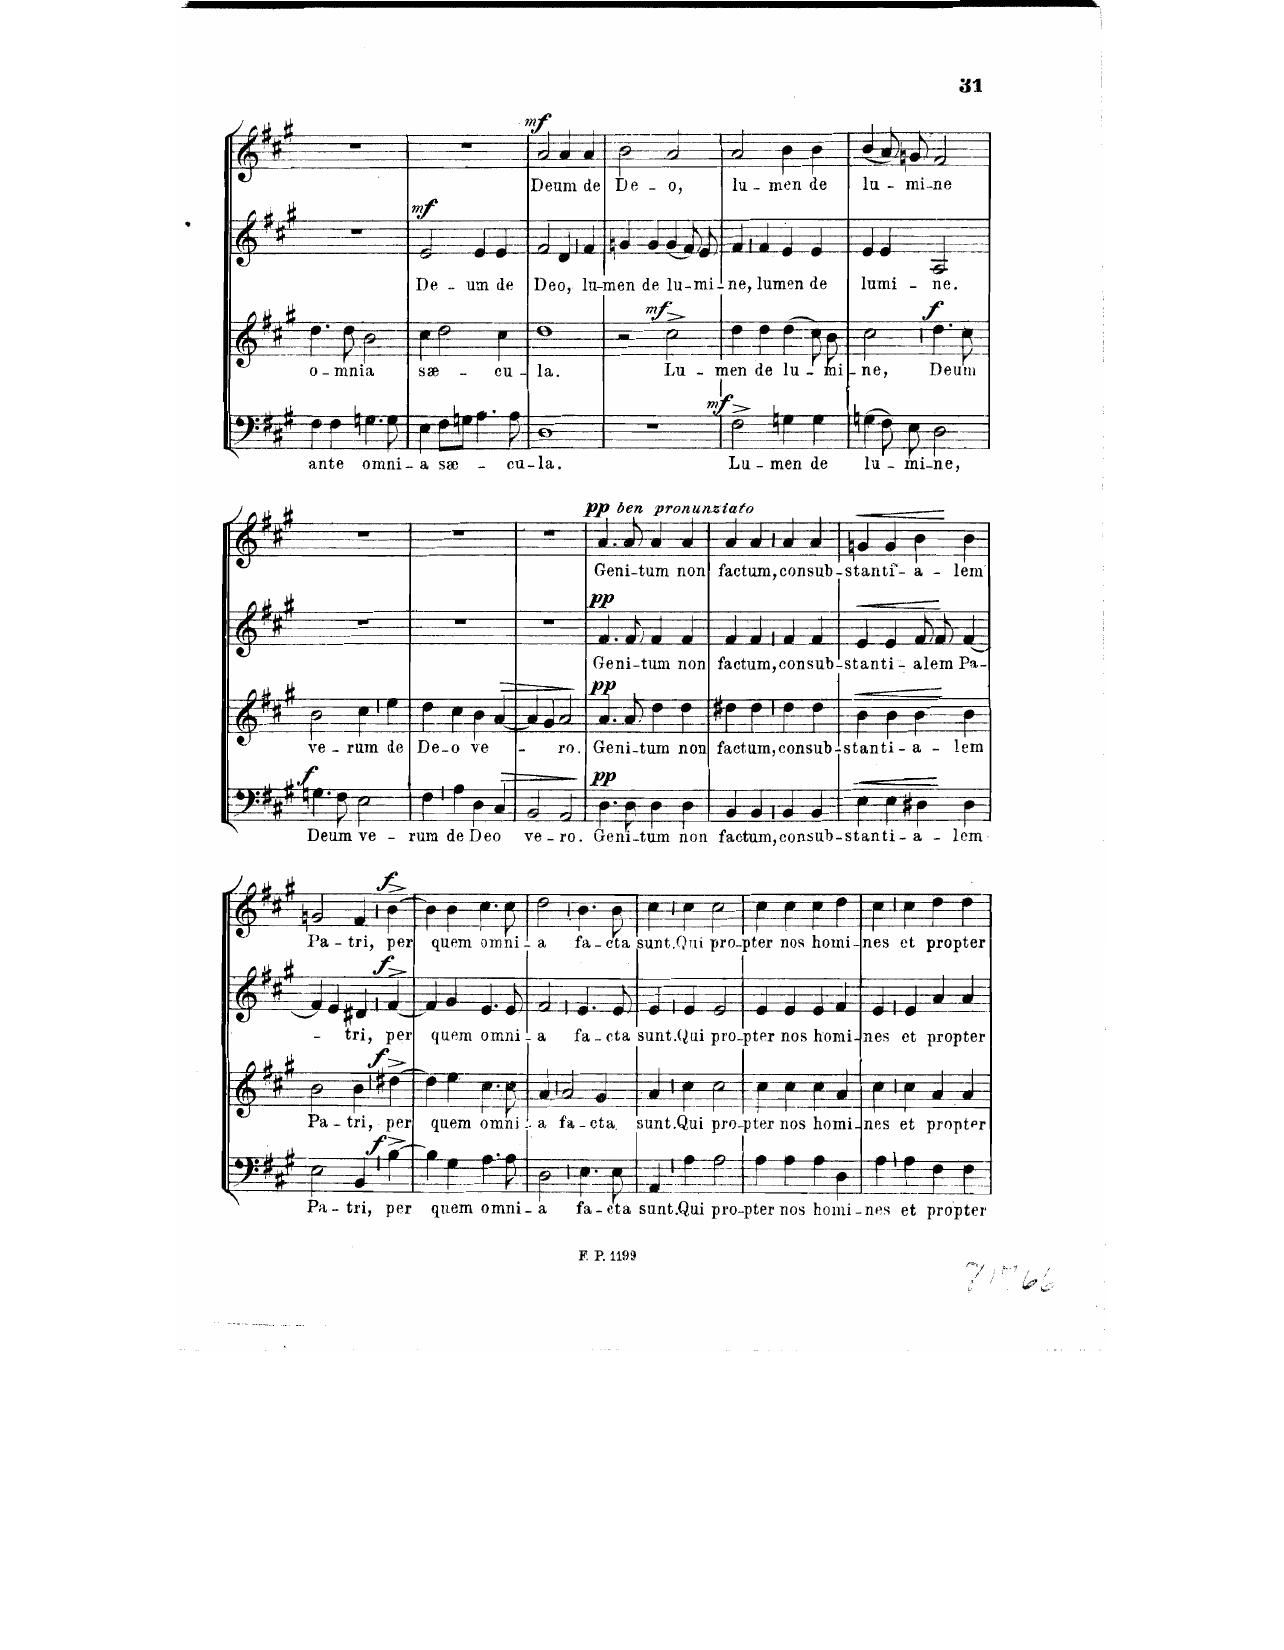 31
mf
Deum de De - o, lu - men de lu - mi - ne
mf
De - um de Deo, lu - men de lu - mi - ne, lumen de lumi - ne.
mf f
o - mnia sæ - cu - la. Lu - men de lu - mi - ne, Deum
mf
ante omni - a sæ - cu - la. Lu - men de lu - mi - ne,
pp ben pronunziato
Geni - tum non factum, consub - stanti - a - lem
pp
Geni - tum non factum, consub - stanti - alem Pa -
pp
ve - rum de De - o ve - ro. Geni - tum non factum, consub - stanti - a - lem
f pp
Deum ve - rum de Deo ve - ro. Geni - tum non factum, consub - stanti - a - lem
f
Pa - tri, per quem omni - a fa - cta sunt. Qui pro - pter nos homi - nes et propter
f
- tri, per quem omni - a fa - cta sunt. Qui pro - pter nos homi - nes et propter
f
Pa - tri, per quem omni - a fa - cta sunt. Qui pro - pter nos homi - nes et propter
f
Pa - tri, per quem omni - a fa - cta sunt. Qui pro - pter nos homi - nes et propter
F. P. 1199